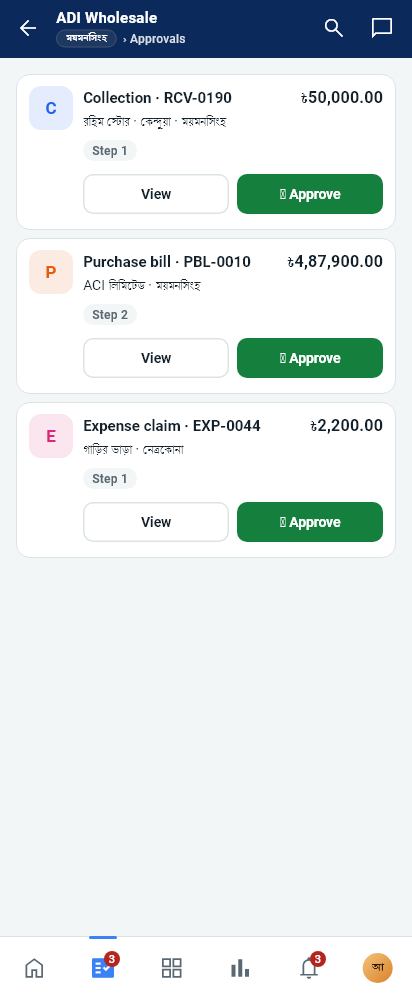 ADI Wholesale
ময়মনসিংহ › Approvals
C
Collection · RCV-0190
৳50,000.00
রহিম স্টোর · কেন্দুয়া · ময়মনসিংহ
Step 1
View
Approve
P
Purchase bill · PBL-0010
৳4,87,900.00
ACI লিমিটেড · ময়মনসিংহ
Step 2
View
Approve
E
Expense claim · EXP-0044
৳2,200.00
গাড়ির ভাড়া · নেত্রকোনা
Step 1
View
Approve
3
3
আ